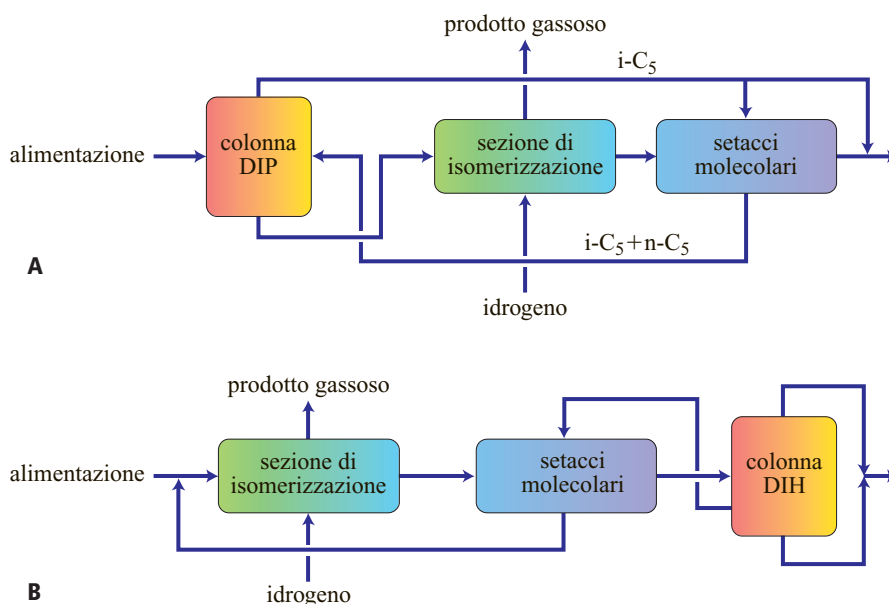 prodotto gassoso
i-C₅
alimentazione
colonna
DIP
sezione di
isomerizzazione
setacci
molecolari
i-C₅+n-C₅
A
idrogeno
prodotto gassoso
alimentazione
sezione di
isomerizzazione
setacci
molecolari
colonna
DIH
B
idrogeno